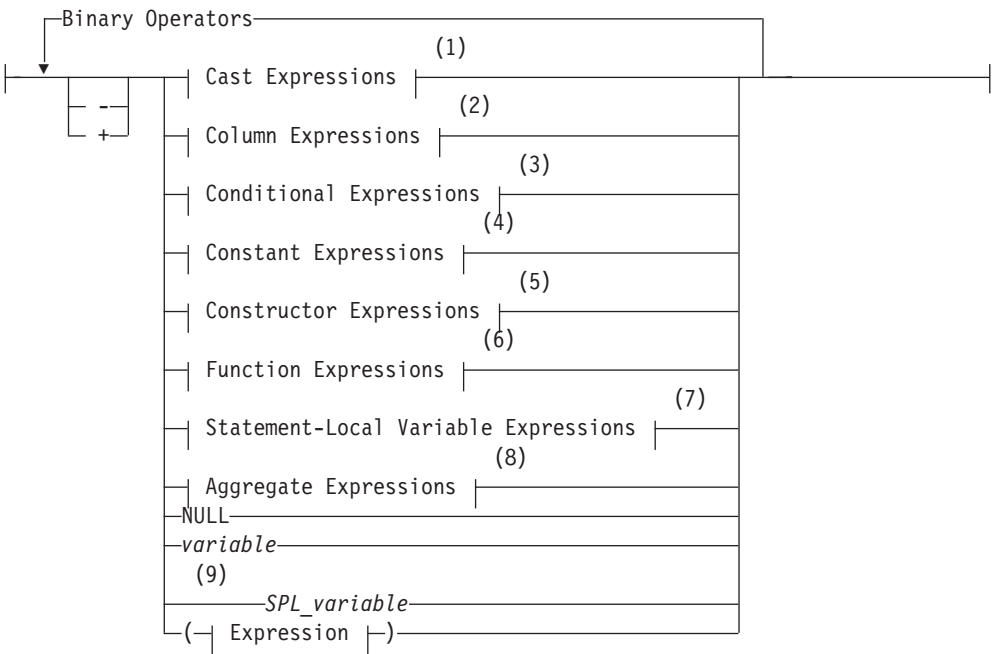 Binary Operators
(1)
Cast Expressions
(2)
-
+
Column Expressions
(3)
Conditional Expressions
(4)
Constant Expressions
(5)
Constructor Expressions
(6)
Function Expressions
(7)
Statement-Local Variable Expressions
(8)
Aggregate Expressions
NULL
variable
(9)
SPL_variable
( Expression )